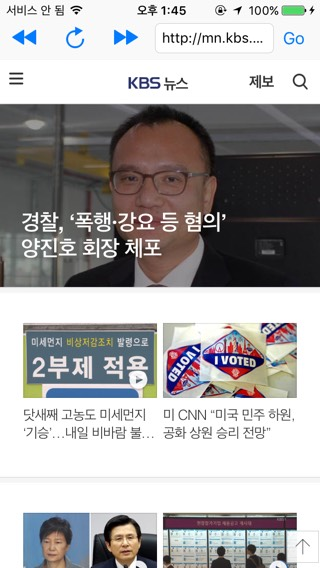 서비스 안 됨
오후 1:45
100%
http://mn.kbs....
Go
KBS 뉴스
제보
경찰, ‘폭행·강요 등 혐의’
양진호 회장 체포
미세먼지 비상저감조치 발령으로
2부제 적용
I VOTED
닷새째 고농도 미세먼지
‘기승’…내일 비바람 불…
미 CNN “미국 민주 하원,
공화 상원 승리 전망”